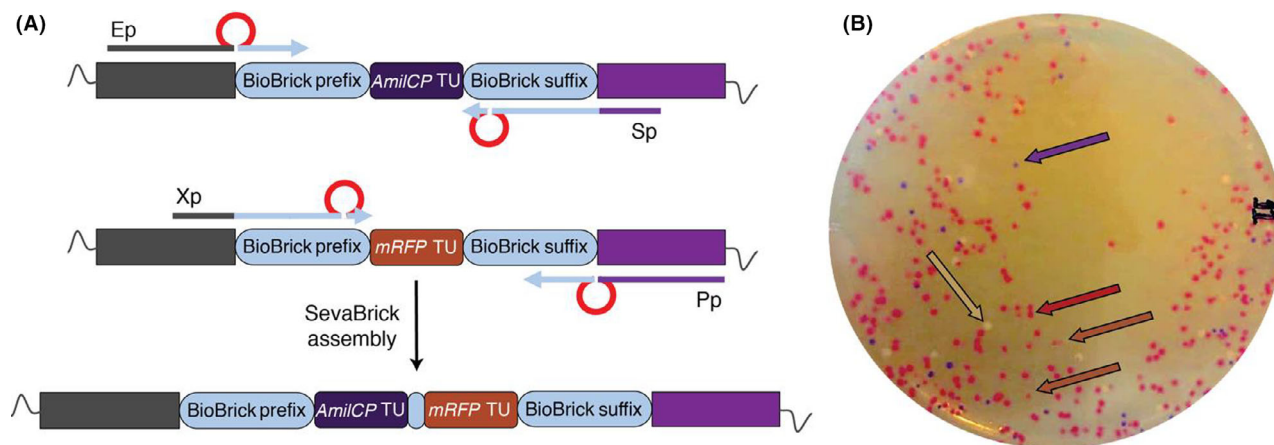 (A)
Ep
BioBrick prefix AmilCP TU BioBrick suffix
Sp
Xp
BioBrick prefix mRFP TU BioBrick suffix
Pp
SevaBrick
assembly
BioBrick prefix AmilCP TU mRFP TU BioBrick suffix
(B)